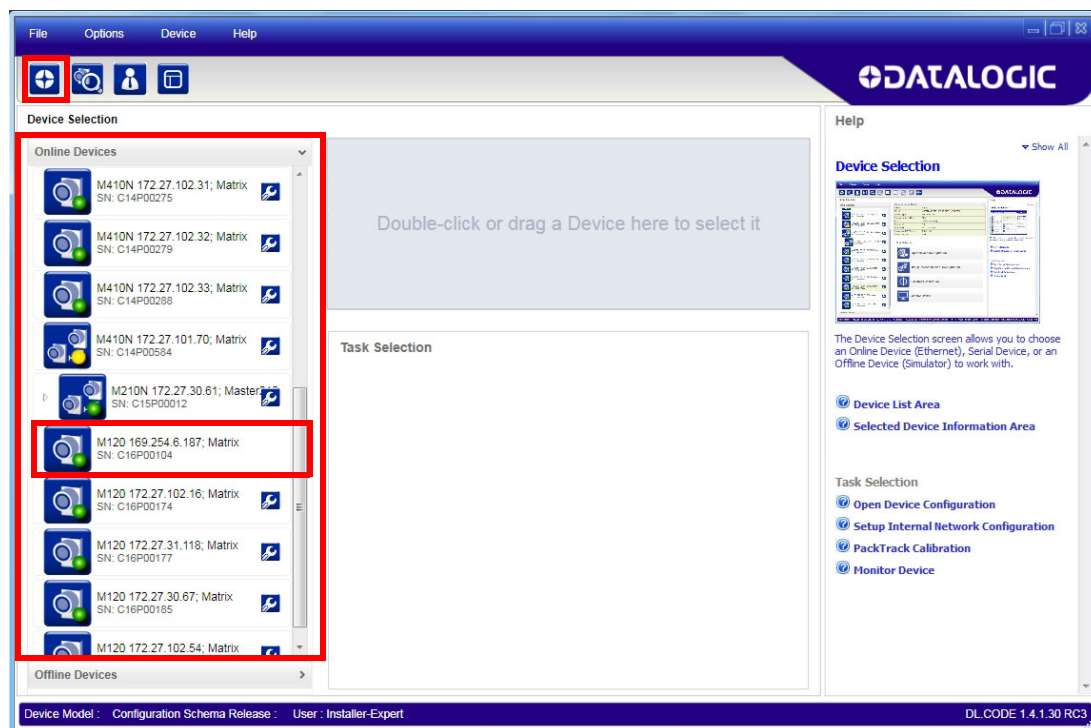 File Options Device Help
DATALOGIC
Device Selection
Online Devices
M410N 172.27.102.31; Matrix
SN: C14P00275
M410N 172.27.102.32; Matrix
SN: C14P00279
M410N 172.27.102.33; Matrix
SN: C14P00288
M410N 172.27.101.70; Matrix
SN: C14P00584
M210N 172.27.30.61;
SN: C15P00012
M120 169.254.6.187; Matrix
SN: C16P00104
M120 172.27.102.16; Matrix
SN: C16P00174
M120 172.27.31.118; Matrix
SN: C16P00177
M120 172.27.30.67; Matrix
SN: C16P00185
M120 172.27.102.54; Matrix
Offline Devices
Double-click or drag a Device here to select it
Task Selection
Help
Show All
Device Selection
The Device Selection screen allows you to choose
an Online Device (Ethernet), Serial Device, or an
Offline Device (Simulator) to work with.
Device List Area
Selected Device Information Area
Task Selection
Open Device Configuration
Setup Internal Network Configuration
PackTrack Calibration
Monitor Device
Device Model : Configuration Schema Release : User : Installer-Expert DL.CODE 1.4.1.30 RC3